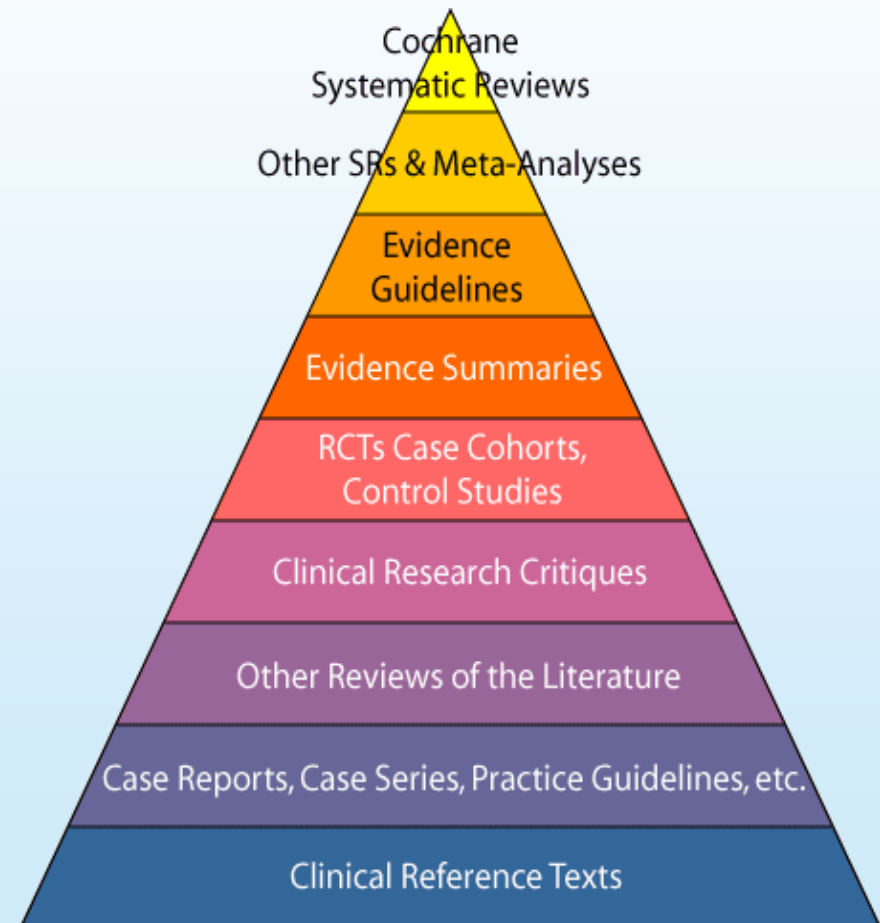 Cochrane
Systematic Reviews
Other SRs & Meta-Analyses
Evidence
Guidelines
Evidence Summaries
RCTs Case Cohorts,
Control Studies
Clinical Research Critiques
Other Reviews of the Literature
Case Reports, Case Series, Practice Guidelines, etc.
Clinical Reference Texts